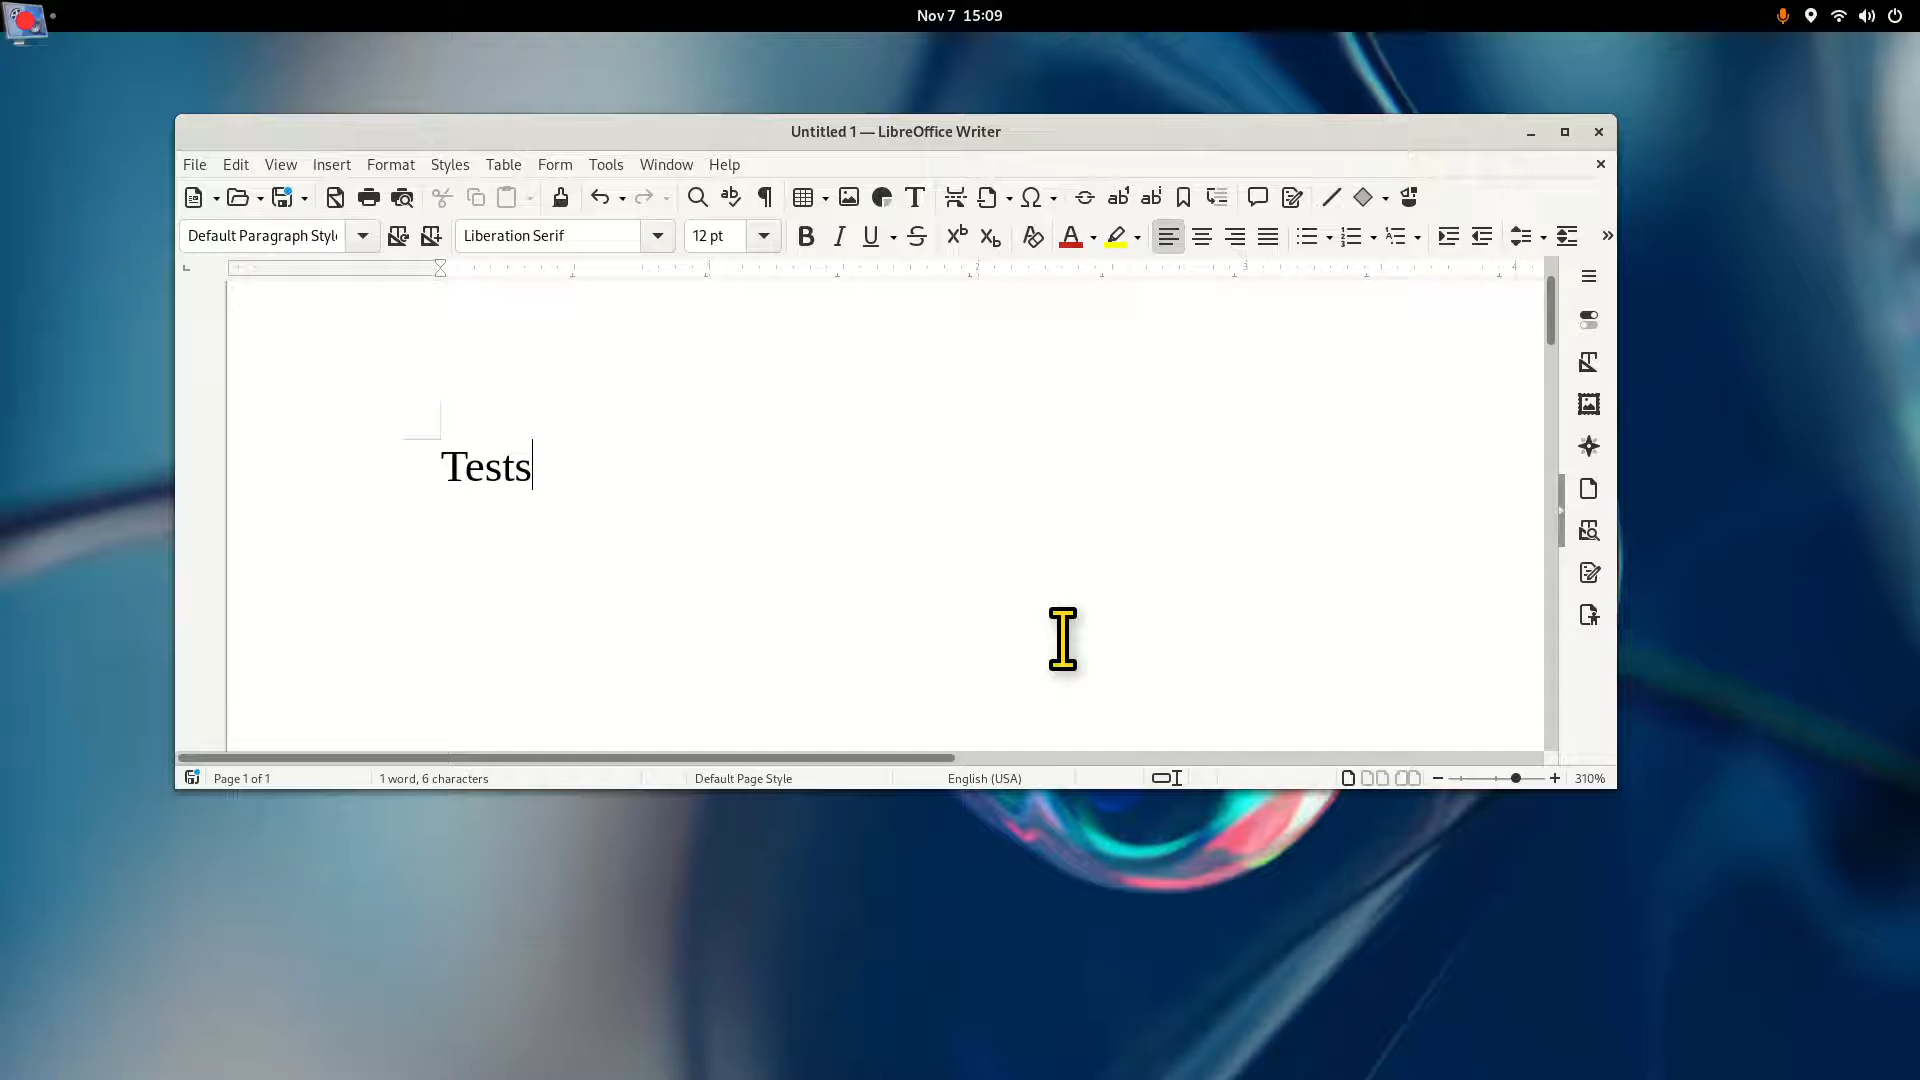 Nov 7 15:09
Untitled 1 — LibreOffice Writer
File Edit View Insert Format Styles Table Form Tools Window Help
Default Paragraph Styl Liberation Serif 12 pt
Tests
Page 1 of 1 1 word, 6 characters Default Page Style English (USA) 310%